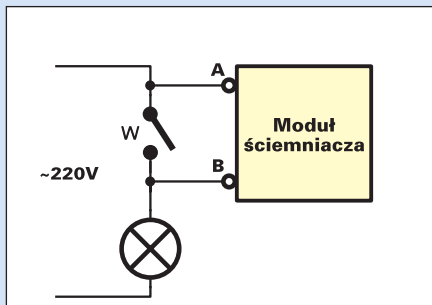 A
W
Moduł
ściemniacza
B
~220V